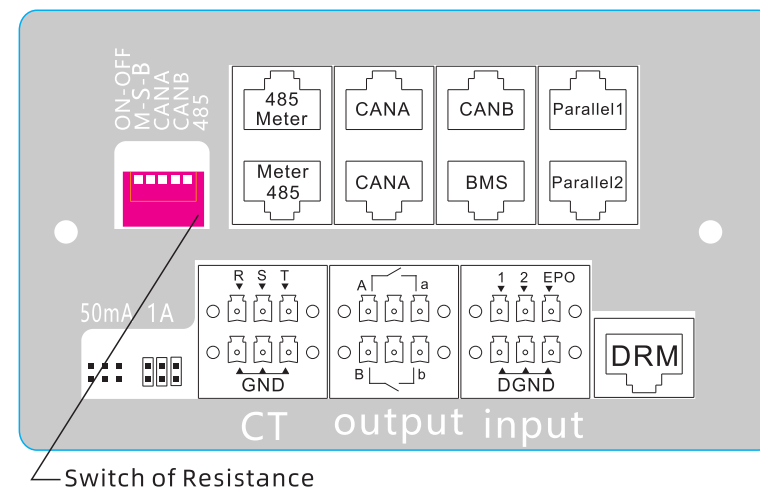 ON-OFF
M-S-B
CANA
CANB
485
485
Meter
CANA
CANB
Parallel1
Meter
485
CANA
BMS
Parallel2
50mA 1A
R S T
GND
CT
A a
B b
output
1 2 EPO
DGND
input
DRM
Switch of Resistance